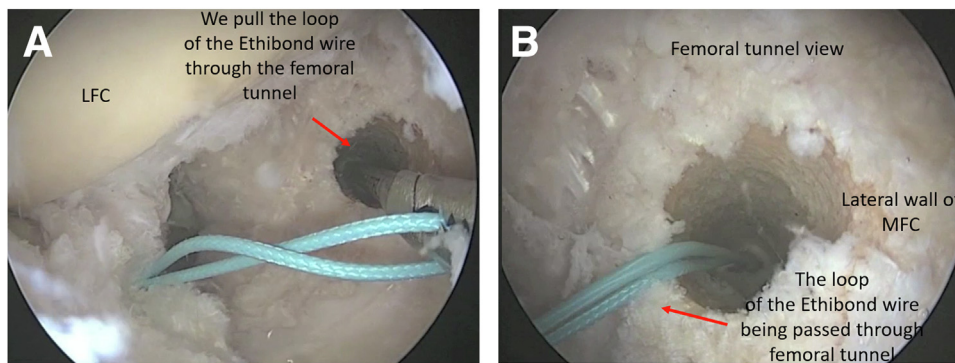 A
We pull the loop
of the Ethibond wire
through the femoral
tunnel
LFC
B
Femoral tunnel view
Lateral wall of
MFC
The loop
of the Ethibond wire
being passed through
femoral tunnel